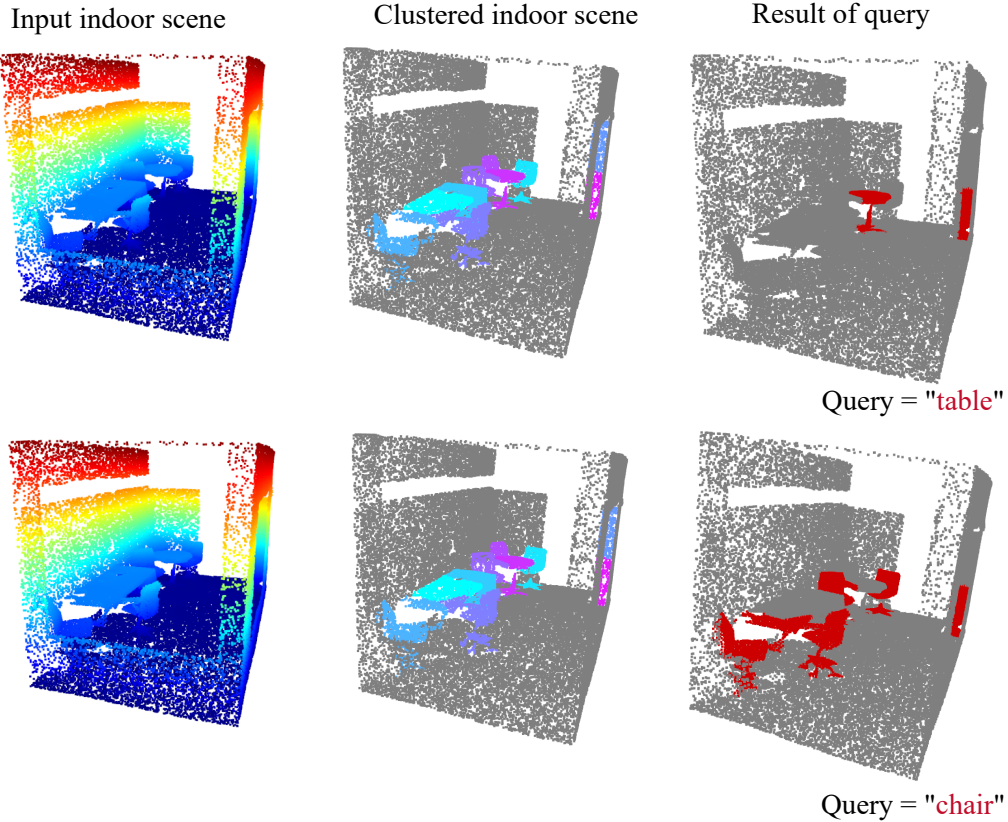 Input indoor scene
Clustered indoor scene
Result of query
Query = "table"
Query = "chair"